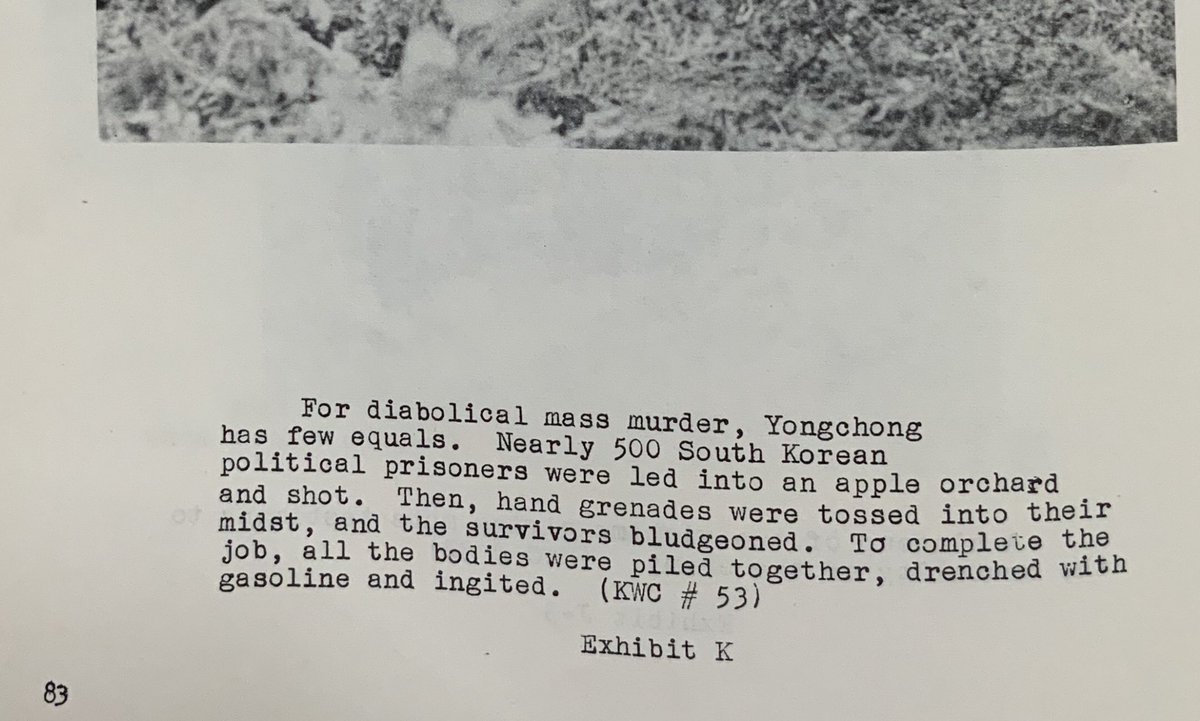 For diabolical mass murder, Yongchong
has few equals. Nearly 500 South Korean
political prisoners were led into an apple orchard
and shot. Then, hand grenades were tossed into their
midst, and the survivors bludgeoned. To complete the
job, all the bodies were piled together, drenched with
gasoline and ingited. (KWC # 53)
Exhibit K
83